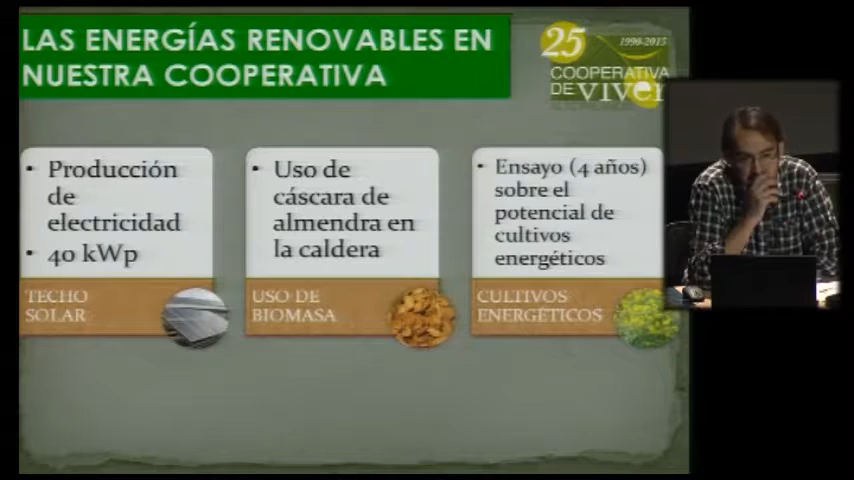 LAS ENERGÍAS RENOVABLES EN
NUESTRA COOPERATIVA
25
1990-2015
COOPERATIVA
DE viver
• Producción
de
electricidad
• 40 kWp
TECHO
SOLAR
• Uso de
cáscara de
almendra en
la caldera
USO DE
BIOMASA
• Ensayo (4 años)
sobre el
potencial de
cultivos
energéticos
CULTIVOS
ENERGÉTICOS